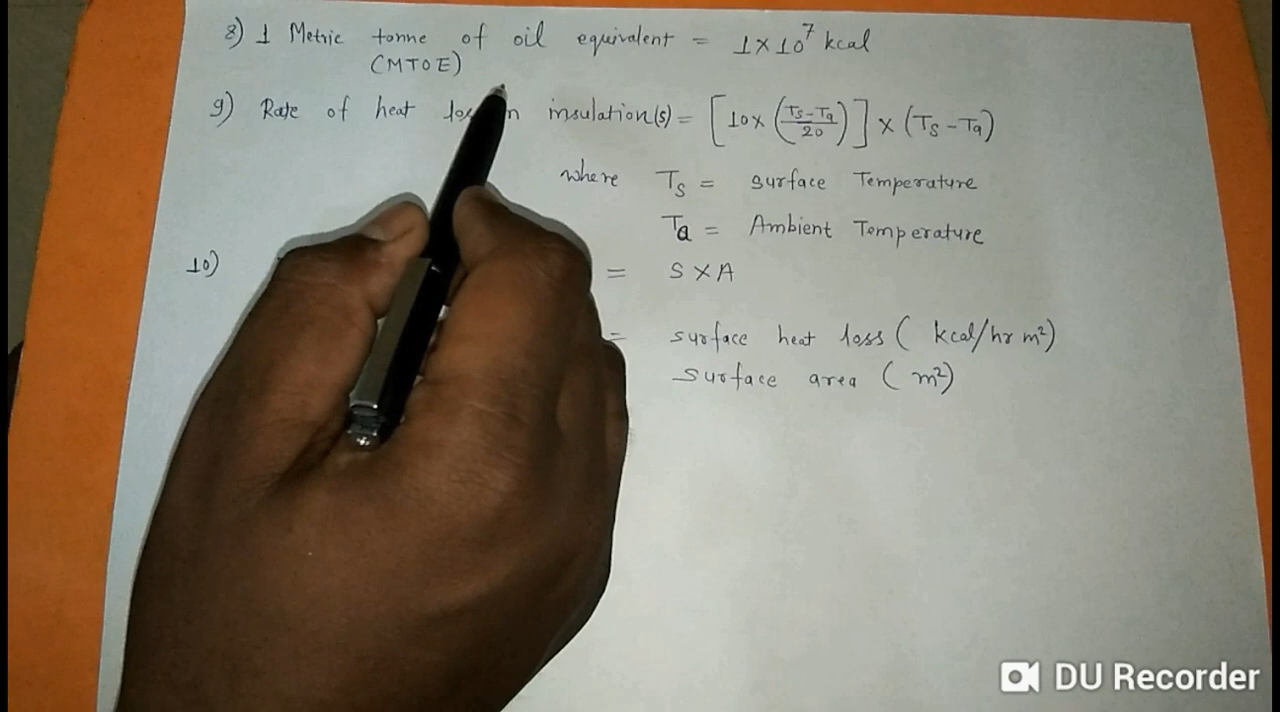 8) 1 Metric tonne of oil equivalent = 1 × 10⁷ kcal
(MTOE)
9) Rate of heat insulation(s) = [10 × (Ts - Ta / 20)] × (Ts - Ta)
where Ts = surface Temperature
Ta = Ambient Temperature
10) = S × A
= surface heat loss ( kcal/hr m²)
surface area ( m²)
DU Recorder